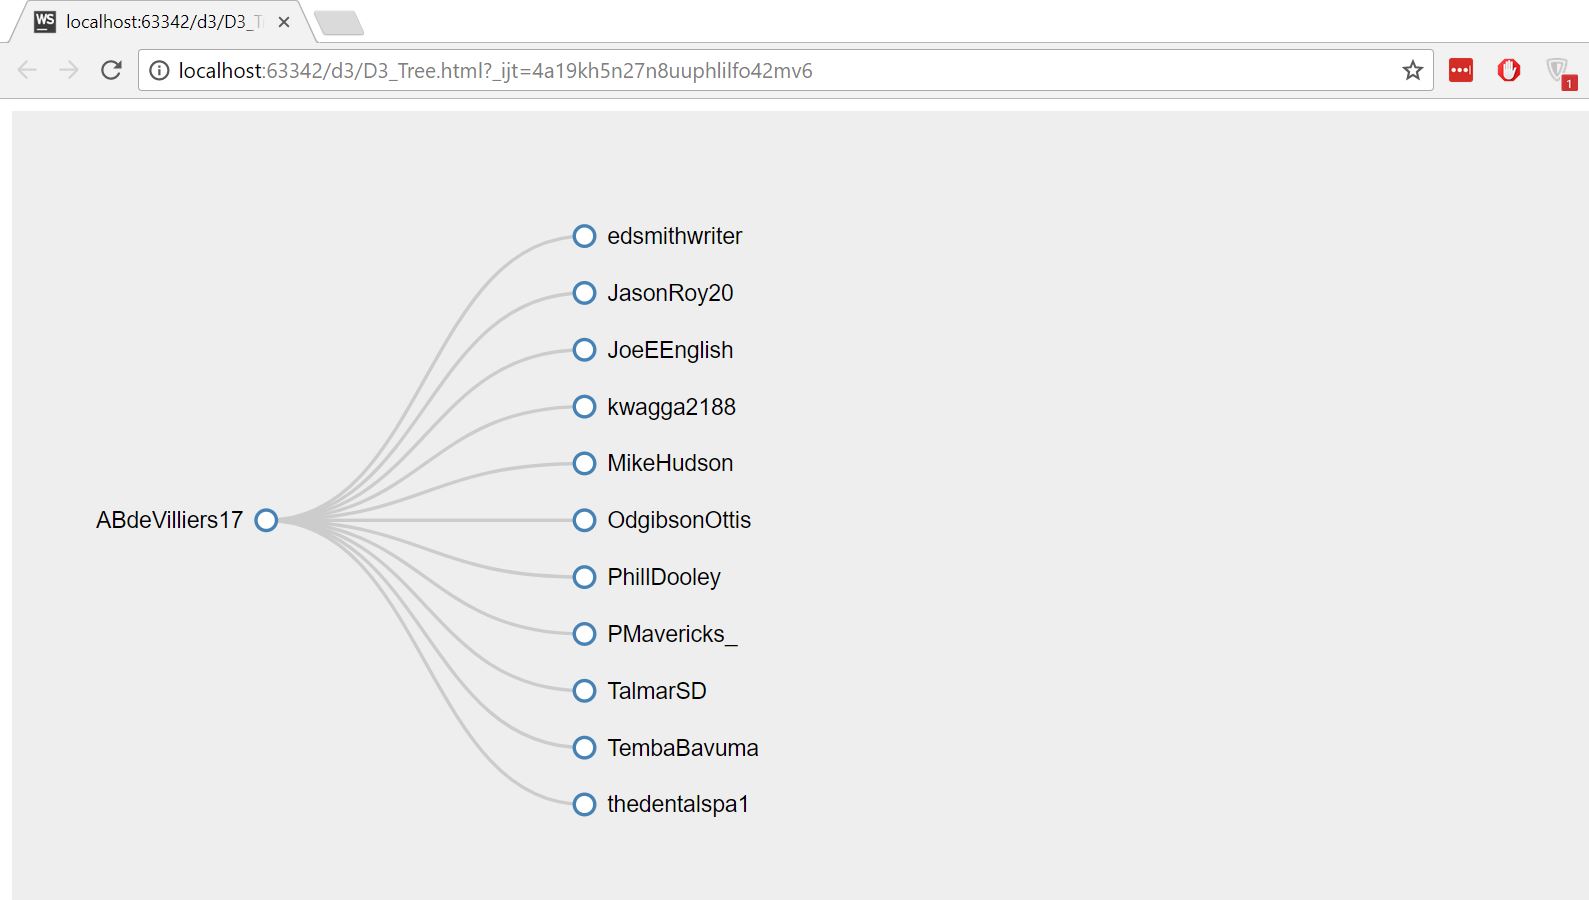 WS localhost:63342/d3/D3_T
localhost:63342/d3/D3_Tree.html?_ijt=4a19kh5n27n8uuphlilfo42mv6
1
edsmithwriter
JasonRoy20
JoeEEnglish
kwagga2188
MikeHudson
ABdeVilliers17
OdgibsonOttis
PhillDooley
PMavericks_
TalmarSD
TembaBavuma
thedentalspa1